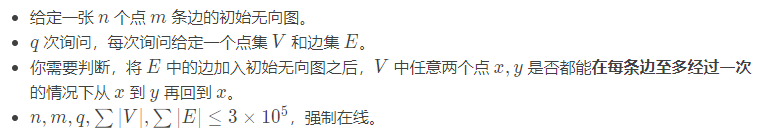 • 给定一张 n 个点 m 条边的初始无向图。
• q 次询问，每次询问给定一个点集 V 和边集 E。
• 你需要判断，将 E 中的边加入初始无向图之后，V 中任意两个点 x, y 是否都能在每条边至多经过一次
的情况下从 x 到 y 再回到 x。
• n, m, q, ∑ |V|, ∑ |E| ≤ 3 × 10⁵，强制在线。